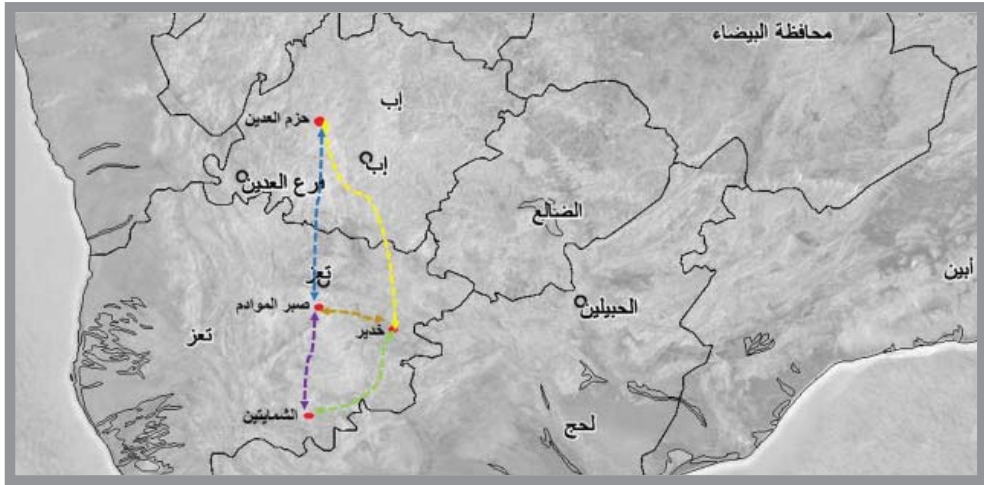 محافظة البيضاء
إب
حزم العدين
إب
فرع العدين
الضالع
تعز
أبين
صبر الموادم
الحبيلين
خدير
تعز
الشمايتين
لحج